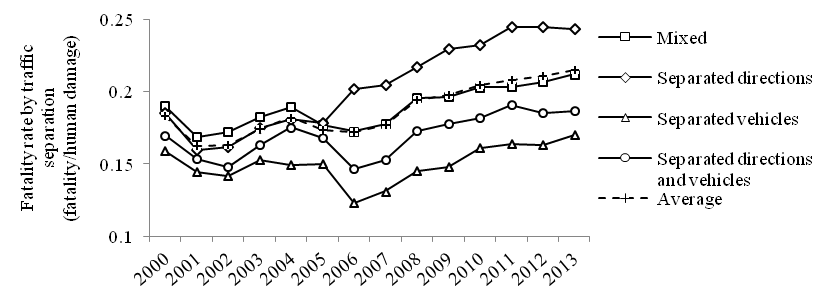 Fatality rate by traffic
separation
(fatality/human damage)
0.25
0.2
0.15
0.1
2000
2001
2002
2003
2004
2005
2006
2007
2008
2009
2010
2011
2012
2013
Mixed
Separated directions
Separated vehicles
Separated directions
and vehicles
Average